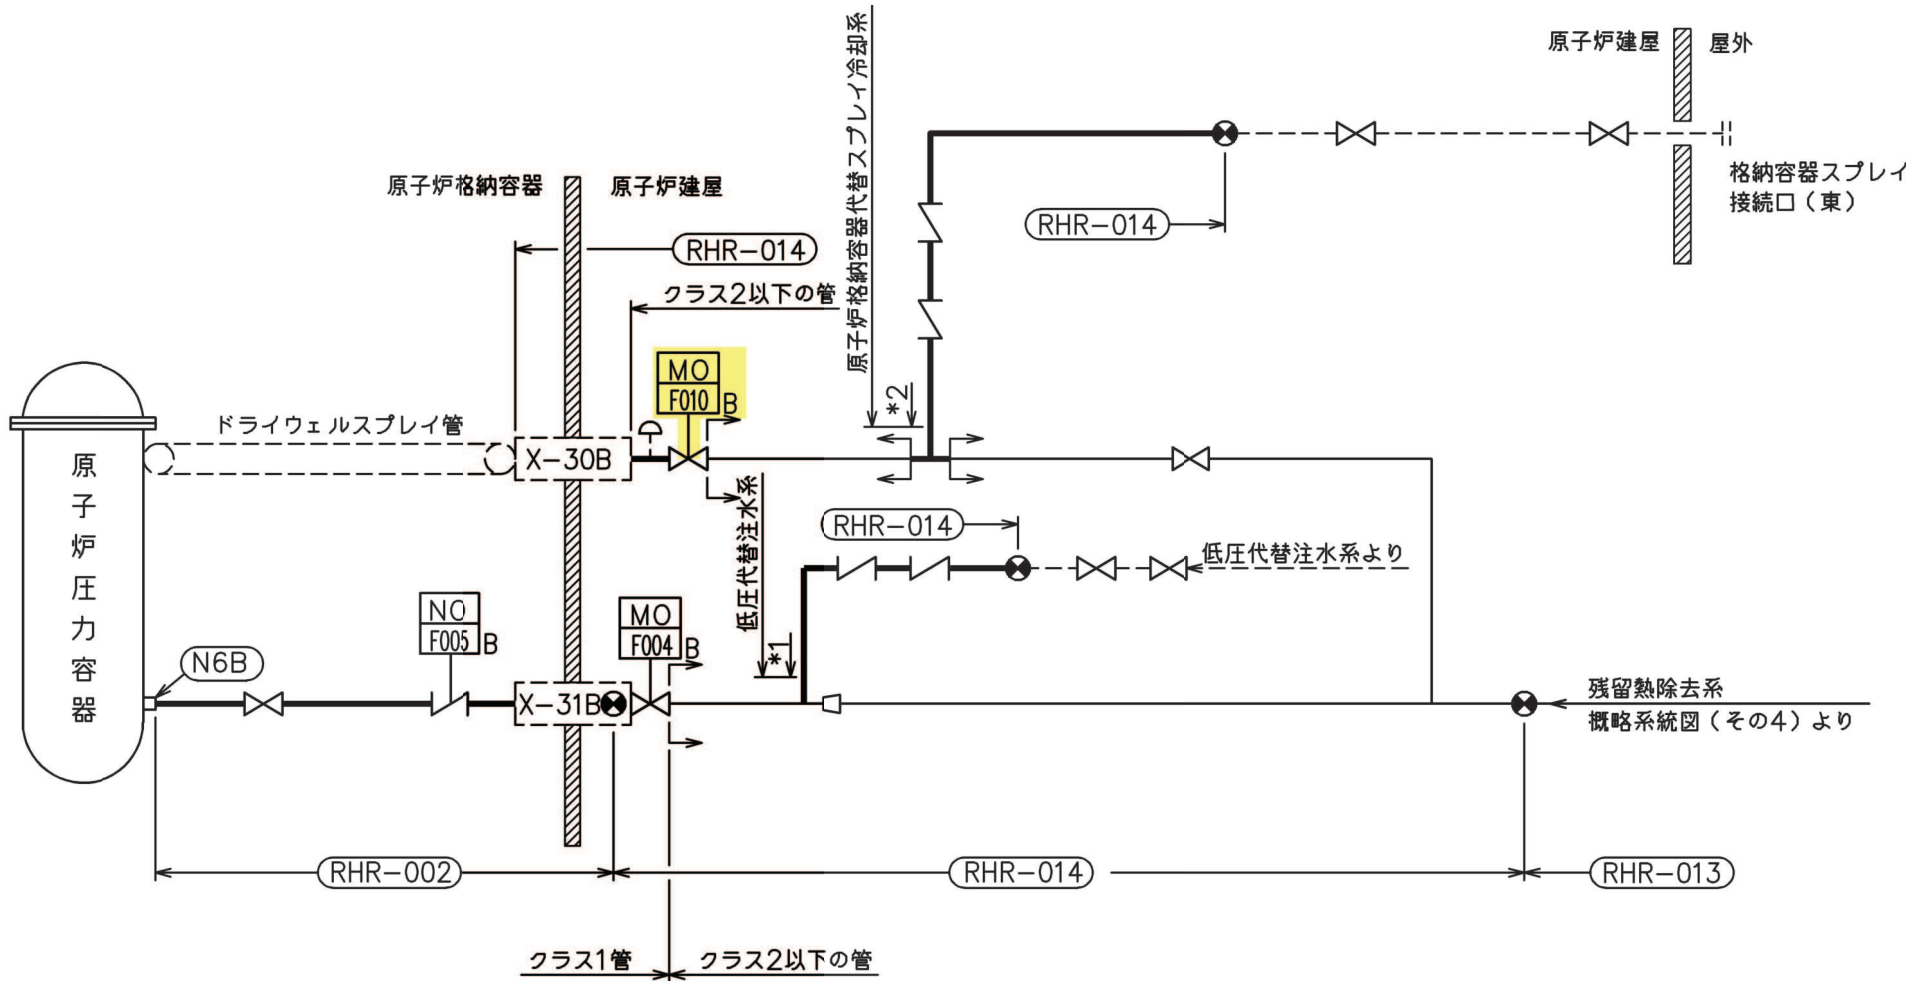 原子炉建屋 屋外
原子炉格納容器代替スプレイ冷却系
格納容器スプレイ
接続口（東）
原子炉格納容器 原子炉建屋
RHR-014
RHR-014
クラス2以下の管
MO
F010
B
*2
ドライウェルスプレイ管
X-30B
原子炉圧力容器
低圧代替注水系
RHR-014
低圧代替注水系より
NO
F005
B
MO
F004
B
*1
N6B
X-31B
残留熱除去系
概略系統図（その4）より
RHR-002
RHR-014
RHR-013
クラス1管
クラス2以下の管